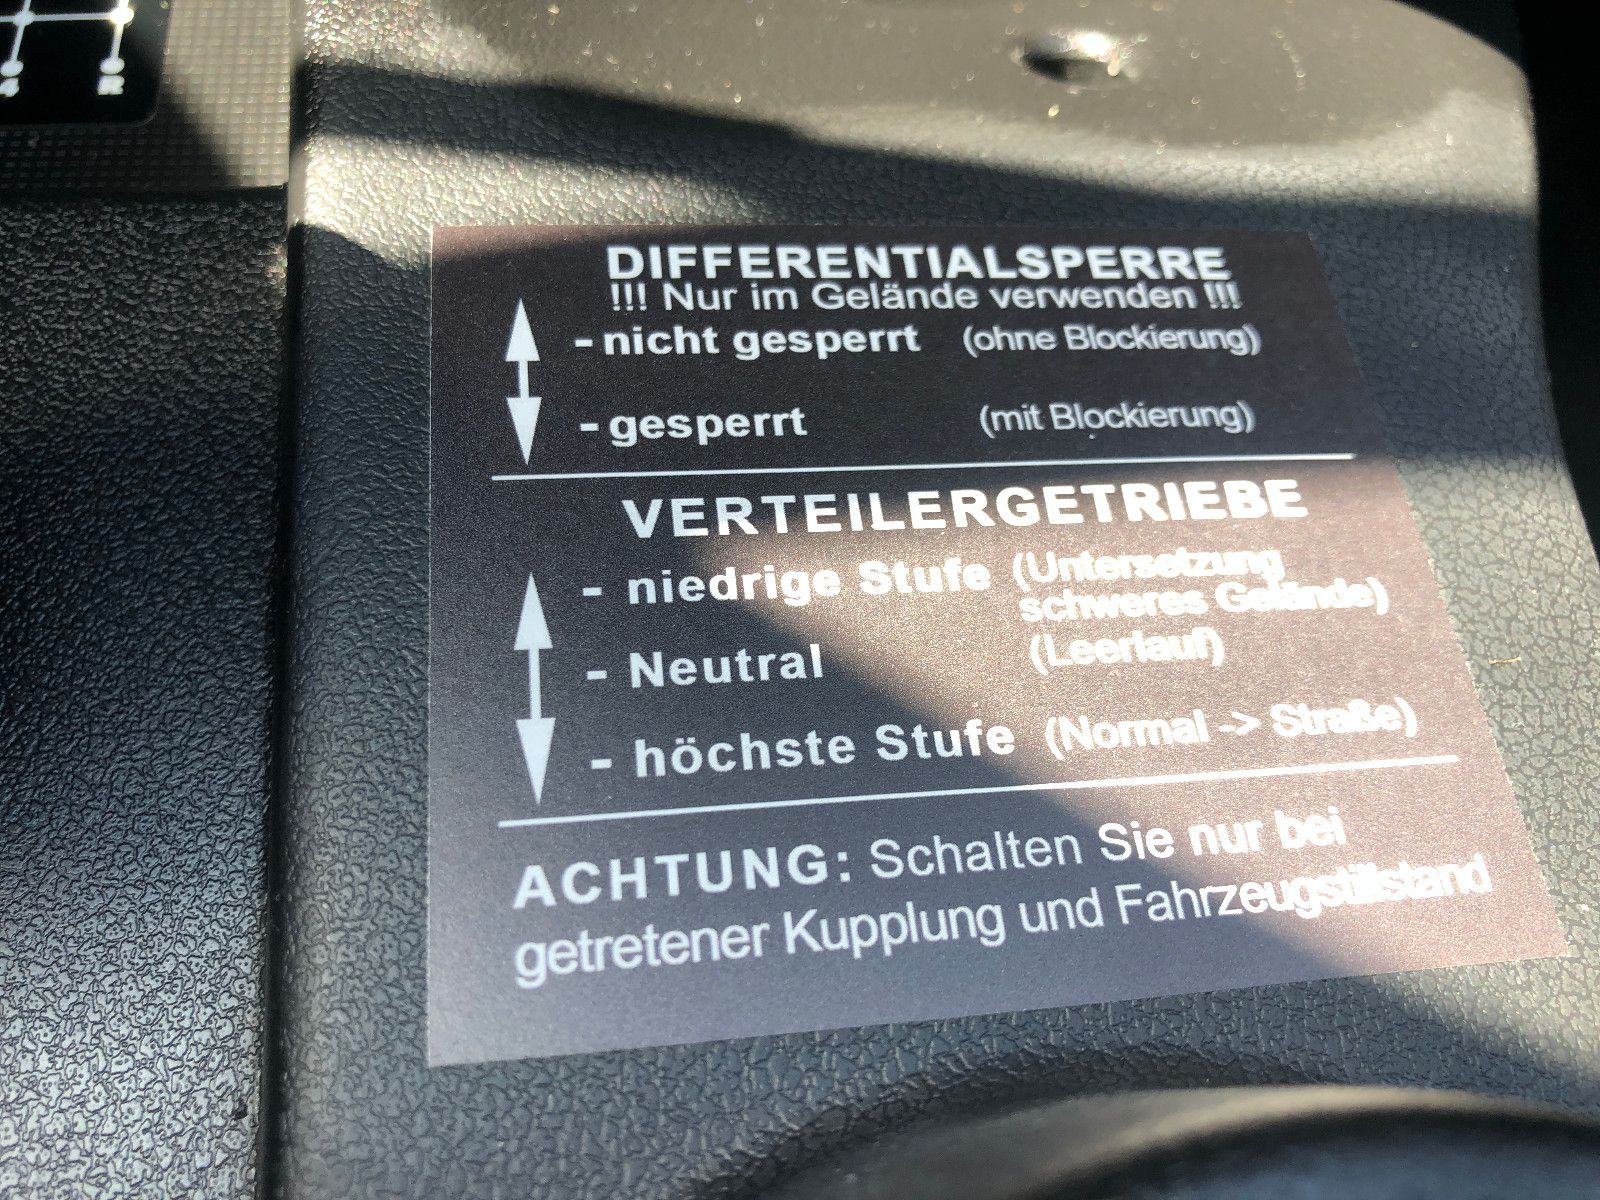 R
DIFFERENTIALSPERRE
!!! Nur im Gelände verwenden !!!
- nicht gesperrt (ohne Blockierung)
- gesperrt (mit Blockierung)
VERTEILERGETRIEBE
- niedrige Stufe (Untersetzung
schweres Gelände)
- Neutral (Leerlauf)
- höchste Stufe (Normal -> Straße)
ACHTUNG: Schalten Sie nur bei
getretener Kupplung und Fahrzeugstillstand